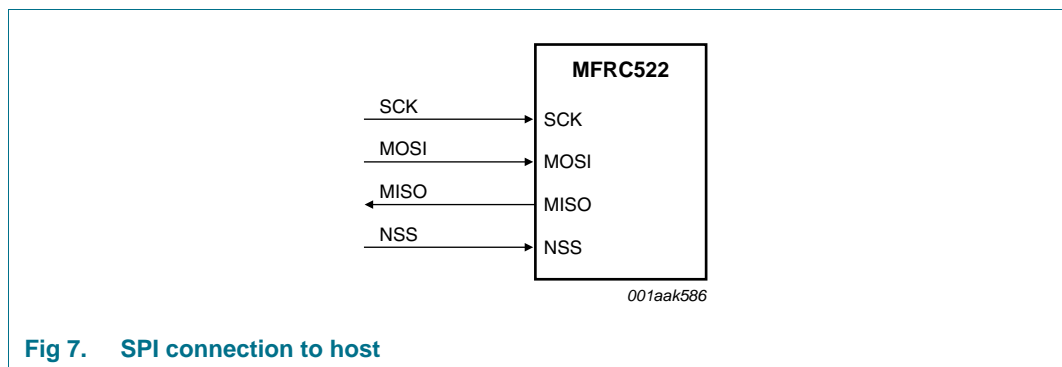 MFRC522
SCK SCK
MOSI MOSI
MISO MISO
NSS NSS
001aak586
Fig 7. SPI connection to host